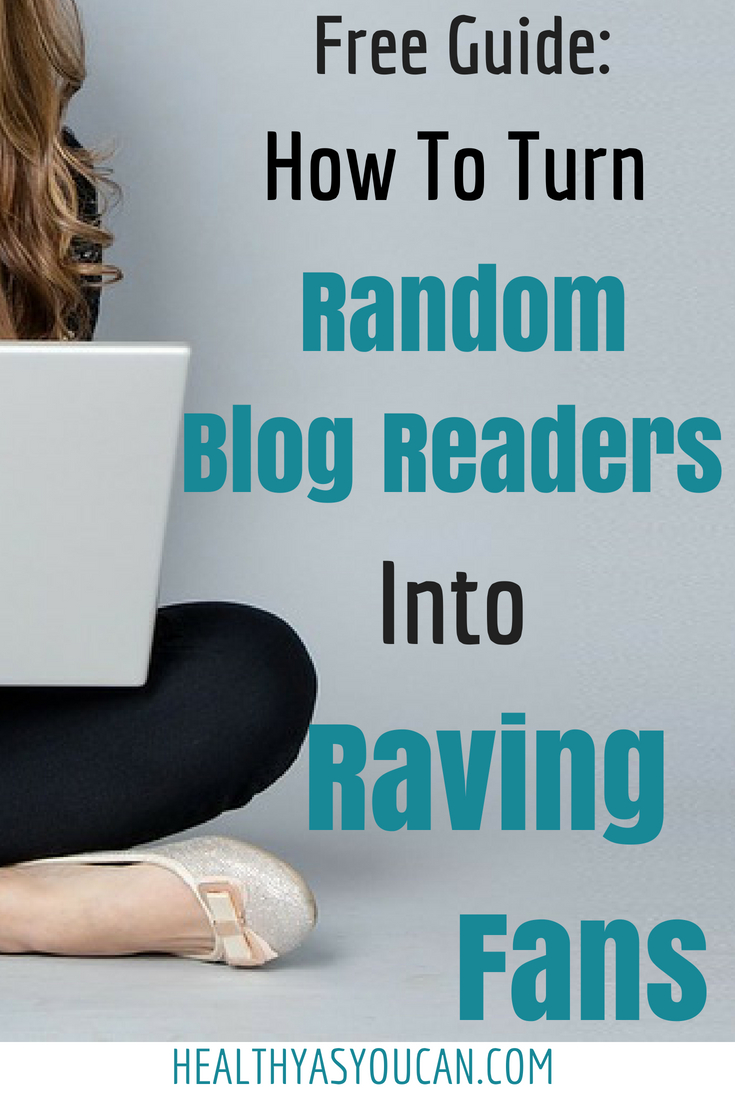 Free Guide:
How To Turn
Random
Blog Readers
Into
Raving
Fans
HEALTHYASYOUCAN.COM